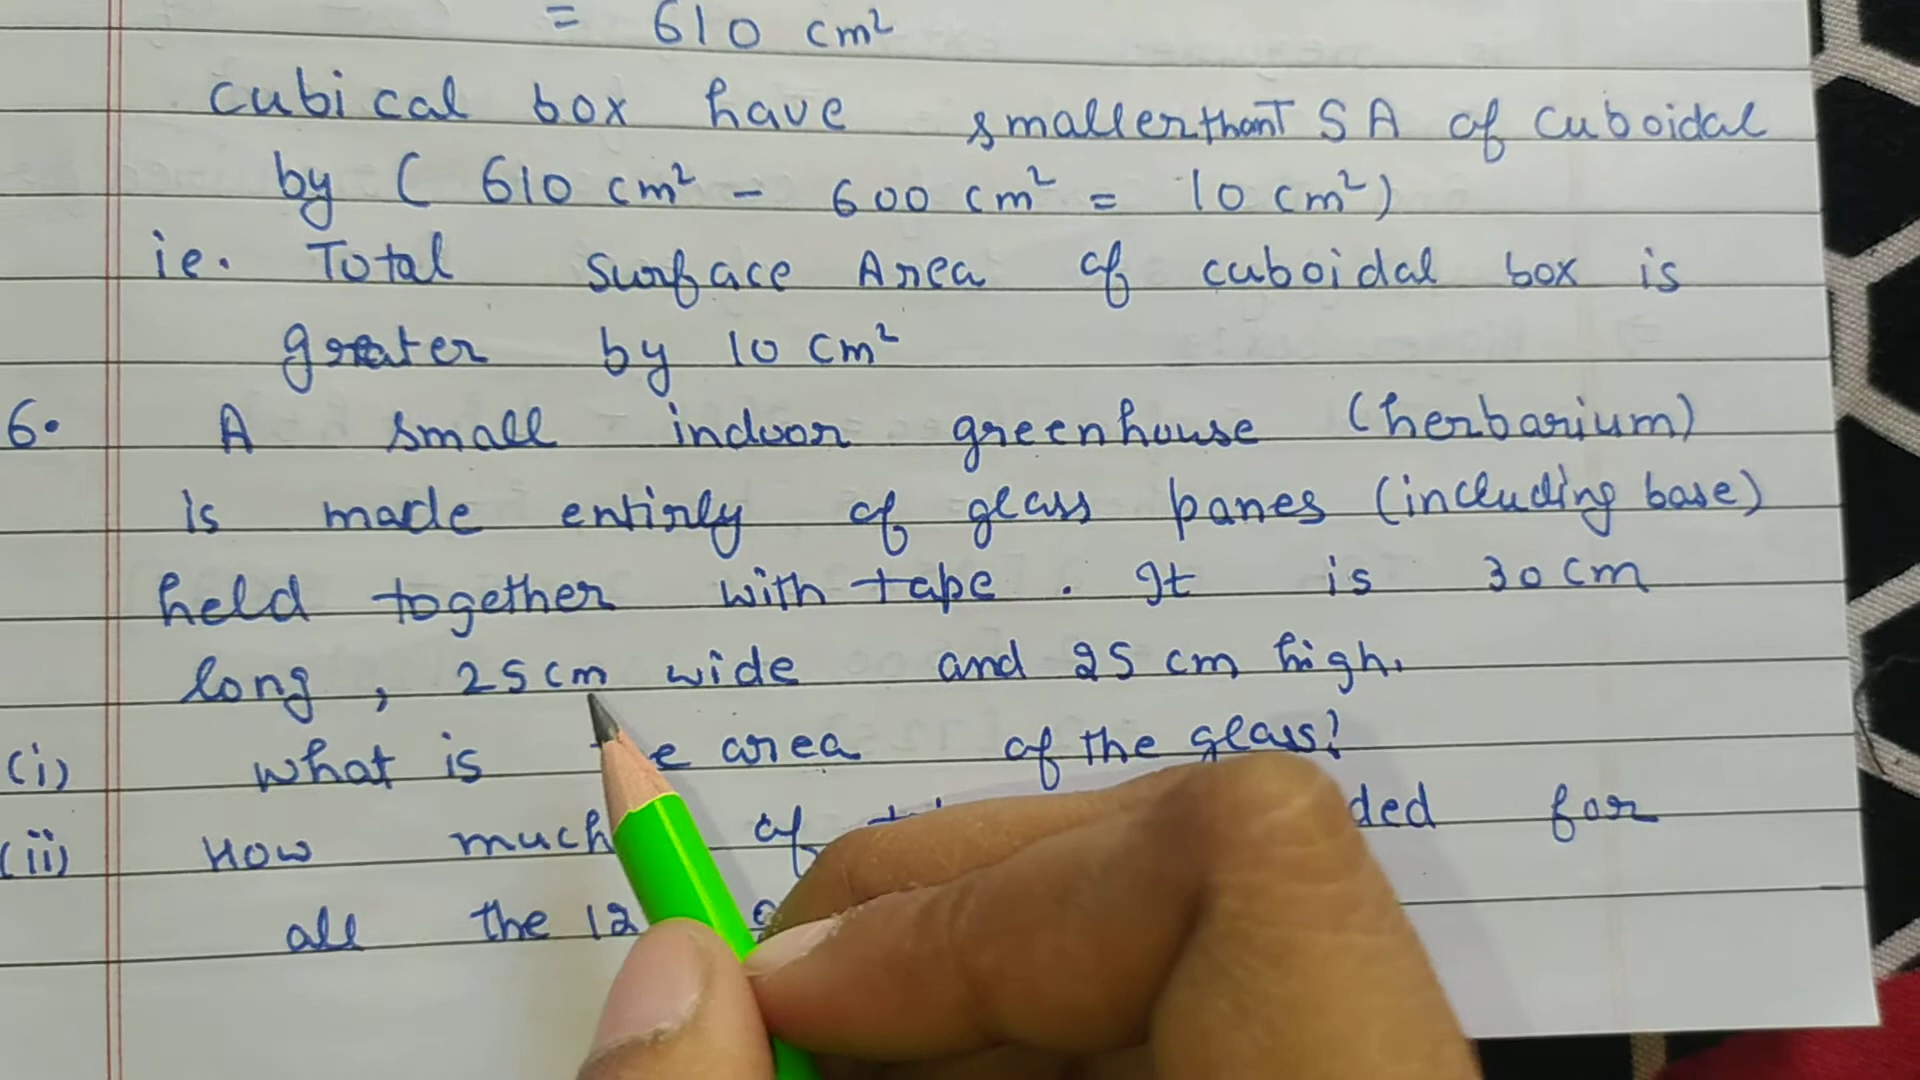 = 610 cm²
cubical box have smaller than TSA of cuboidal
by ( 610 cm² - 600 cm² = 10 cm²)
ie. Total surface Area of cuboidal box is
greater by 10 cm²
6. A small indoor greenhouse (herbarium)
is made entirly of glass panes (including base)
held together with tape. It is 30 cm
long, 25 cm wide and 25 cm high.
(i) what is the area of the glass?
(ii) How much of for
all the 12